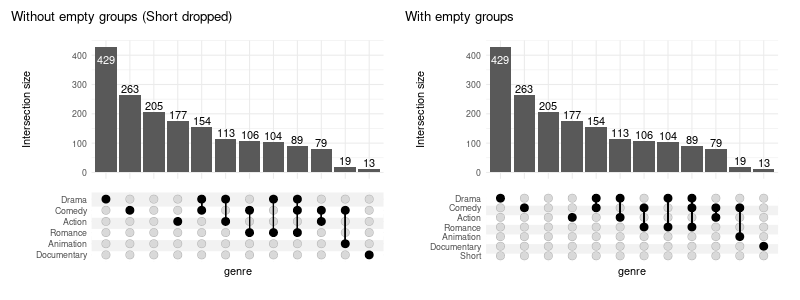 Without empty groups (Short dropped)
Intersection size
400
300
200
100
0
429
263
205
177
154
113
106
104
89
79
19
13
Drama
Comedy
Action
Romance
Animation
Documentary
genre
With empty groups
Intersection size
400
300
200
100
0
429
263
205
177
154
113
106
104
89
79
19
13
Drama
Comedy
Action
Romance
Animation
Documentary
Short
genre